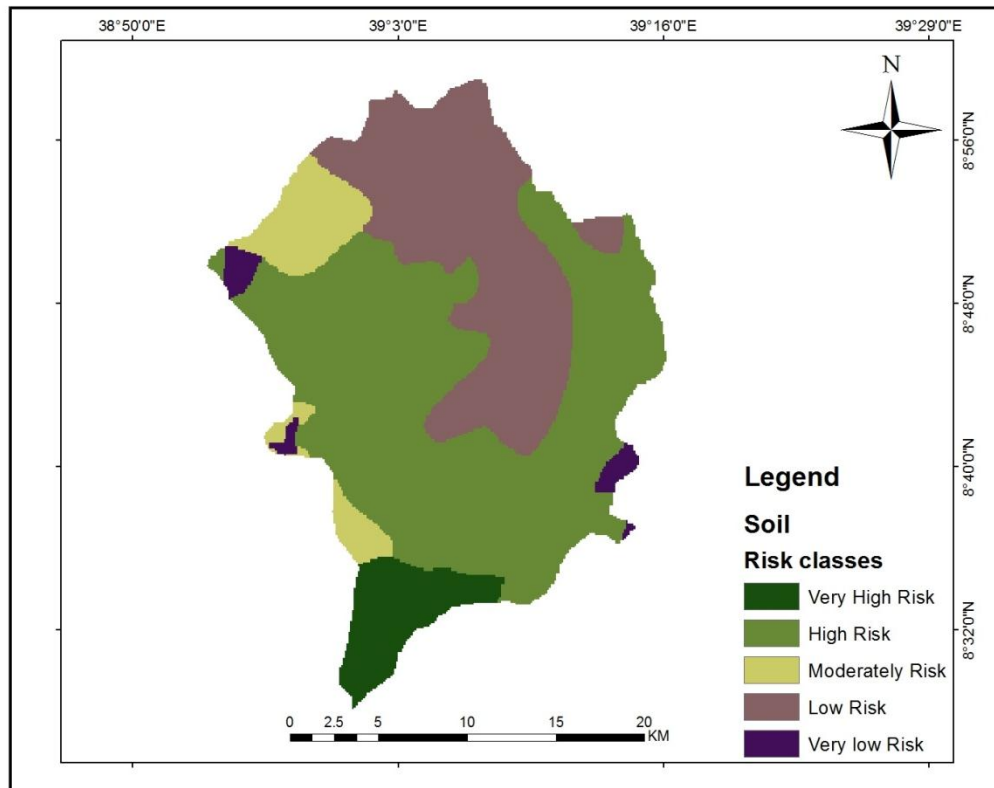 38°50'0"E 39°3'0"E 39°16'0"E 39°29'0"E
N
8°56'0"N
8°48'0"N
8°40'0"N
8°32'0"N
Legend
Soil
Risk classes
Very High Risk
High Risk
Moderately Risk
Low Risk
Very low Risk
0 2.5 5 10 15 20
KM